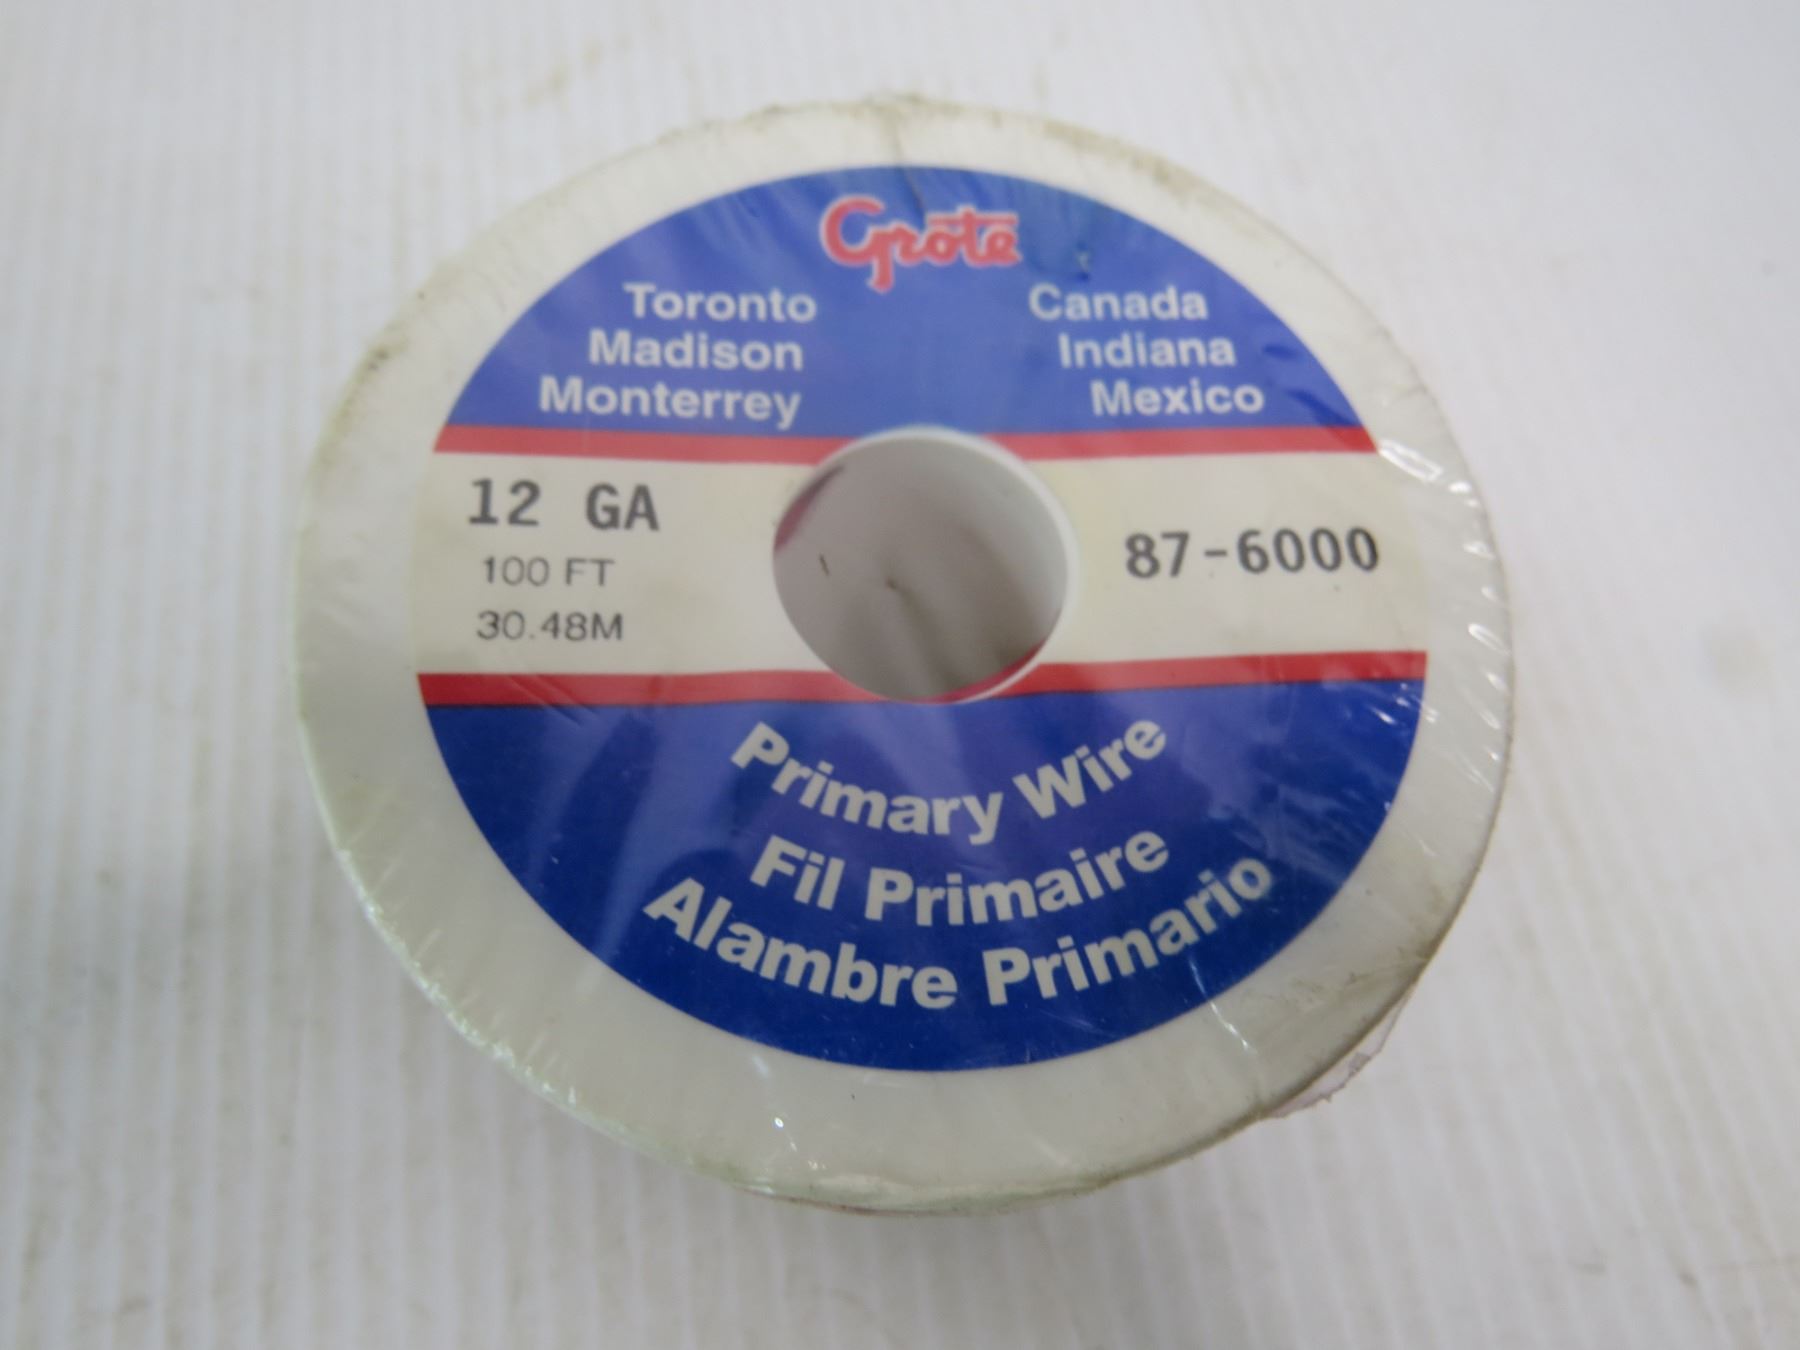 Grote
Toronto Canada
Madison Indiana
Monterrey Mexico
12 GA
100 FT
30.48M
87-6000
Primary Wire
Fil Primaire
Alambre Primario